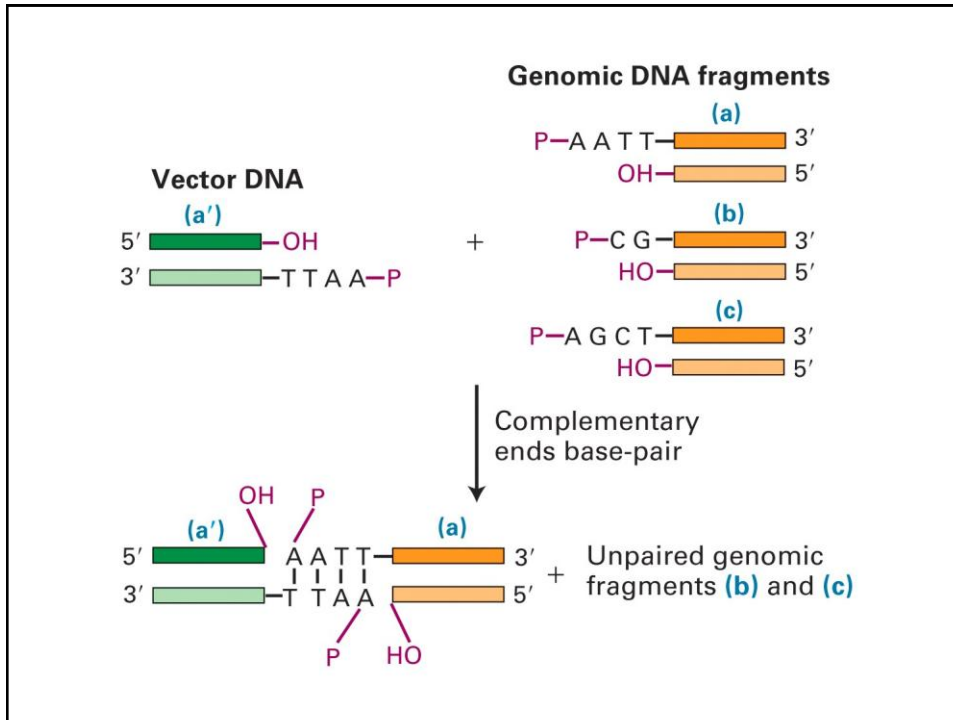 Genomic DNA fragments
(a)
P–A A T T– 3′
OH– 5′
Vector DNA
(a′)
5′ –OH
3′ –T T A A–P
+
(b)
P–C G– 3′
HO– 5′
(c)
P–A G C T– 3′
HO– 5′
Complementary
ends base-pair
OH P
(a′) (a)
5′ A A T T– 3′
3′ –T T A A 5′
P HO
+ Unpaired genomic
fragments (b) and (c)